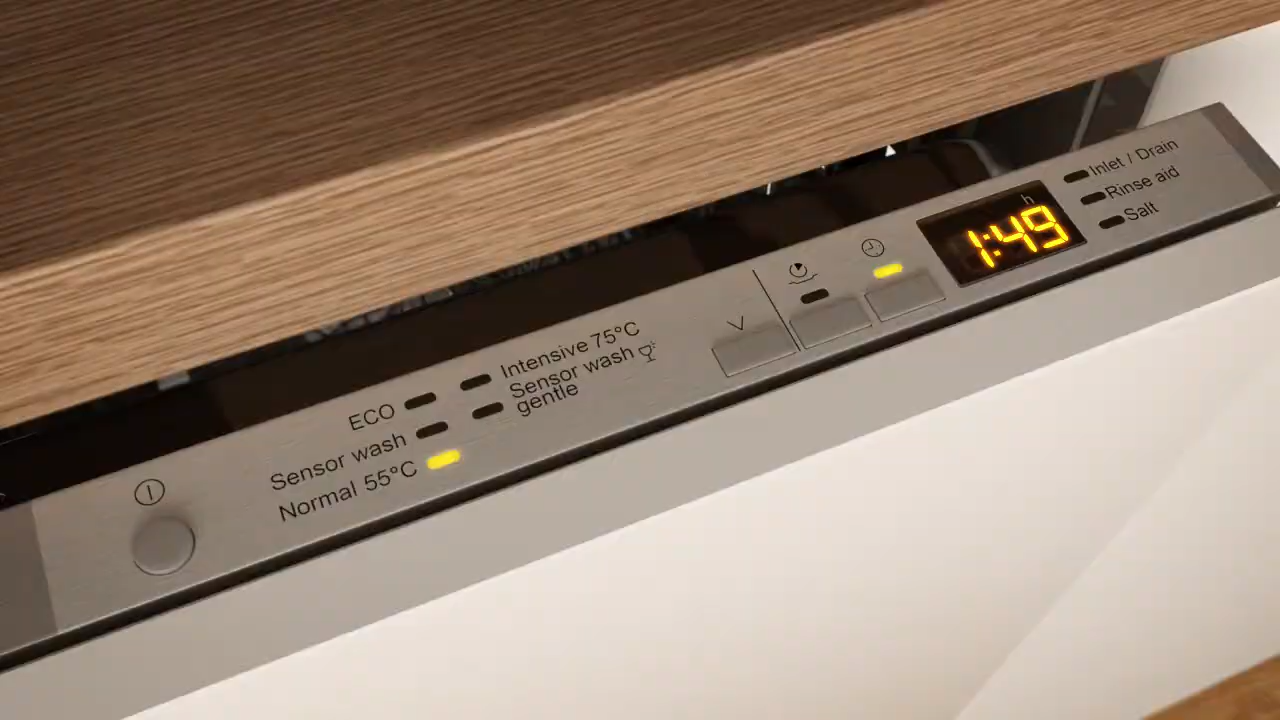 ECO
Sensor wash
Normal 55°C
Intensive 75°C
Sensor wash
gentle
h
1:49
Inlet / Drain
Rinse aid
Salt